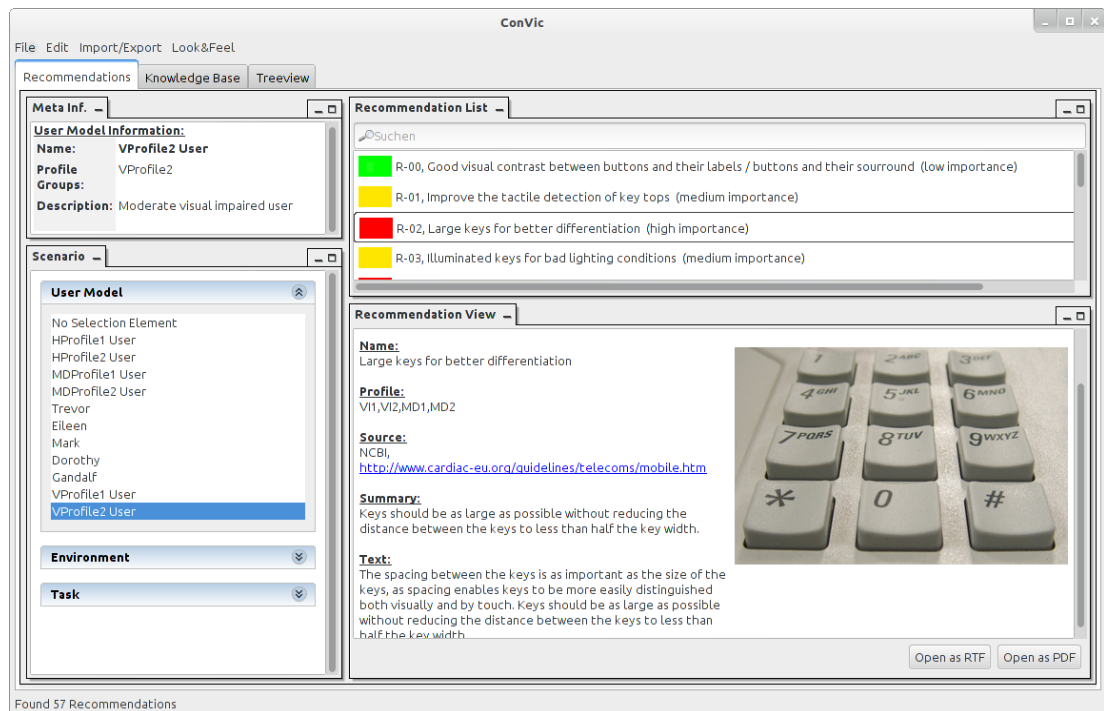 ConVic
File Edit Import/Export Look&Feel
Recommendations Knowledge Base Treeview
Meta Inf.
User Model Information:
Name: VProfile2 User
Profile Groups: VProfile2
Description: Moderate visual impaired user
Scenario
User Model
No Selection Element
HProfile1 User
HProfile2 User
MDProfile1 User
MDProfile2 User
Trevor
Eileen
Mark
Dorothy
Gandalf
VProfile1 User
VProfile2 User
Environment
Task
Recommendation List
Suchen
R-00, Good visual contrast between buttons and their labels / buttons and their sourround (low importance)
R-01, Improve the tactile detection of key tops (medium importance)
R-02, Large keys for better differentiation (high importance)
R-03, Illuminated keys for bad lighting conditions (medium importance)
Recommendation View
Name:
Large keys for better differentiation
Profile:
VI1,VI2,MD1,MD2
Source:
NCBI,
http://www.cardiac-eu.org/guidelines/telecoms/mobile.htm
Summary:
Keys should be as large as possible without reducing the
distance between the keys to less than half the key width.
Text:
The spacing between the keys is as important as the size of the
keys, as spacing enables keys to be more easily distinguished
both visually and by touch. Keys should be as large as possible
without reducing the distance between the keys to less than
half the key width
1 2ABC 3DEF
4GHI 5JKL 6MNO
7PQRS 8TUV 9WXYZ
* 0 #
Open as RTF Open as PDF
Found 57 Recommendations